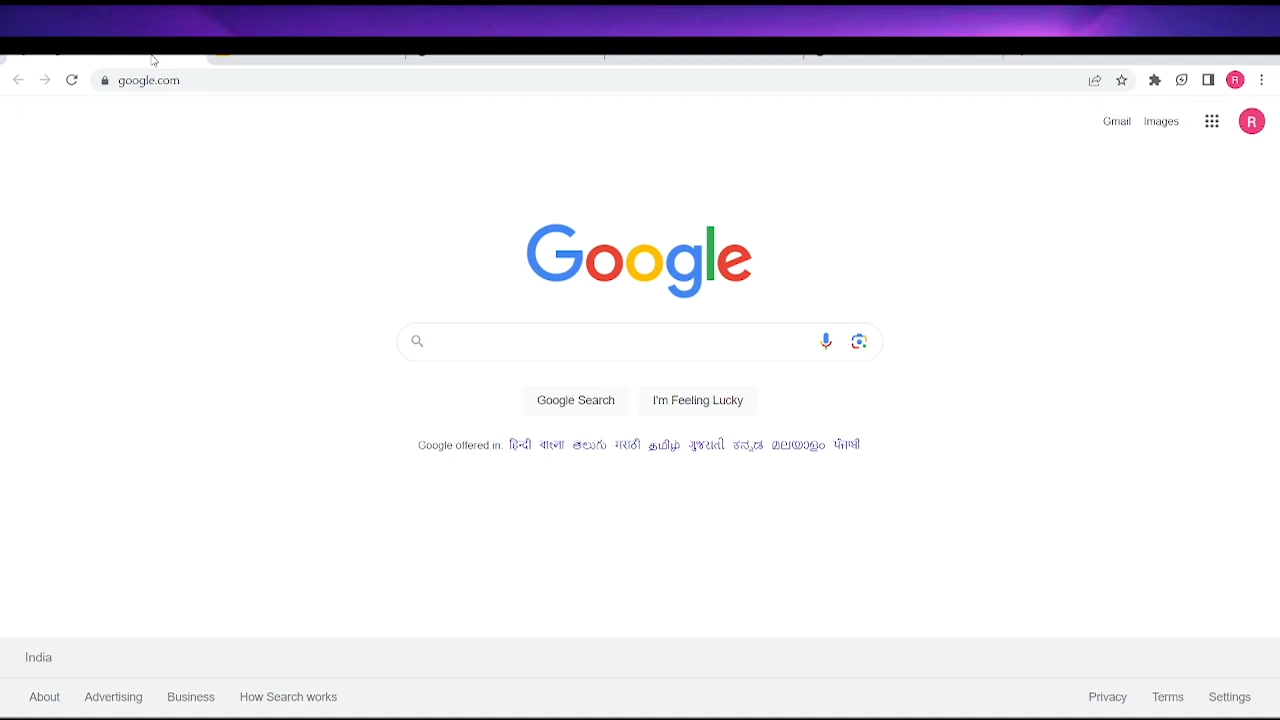 google.com
R
Gmail Images
R
Google
Google Search I'm Feeling Lucky
Google offered in: हिन्दी বাংলা తెలుగు मराठी தமிழ் ગુજરાતી ಕನ್ನಡ മലയാളം ਪੰਜਾਬੀ
India
About Advertising Business How Search works Privacy Terms Settings